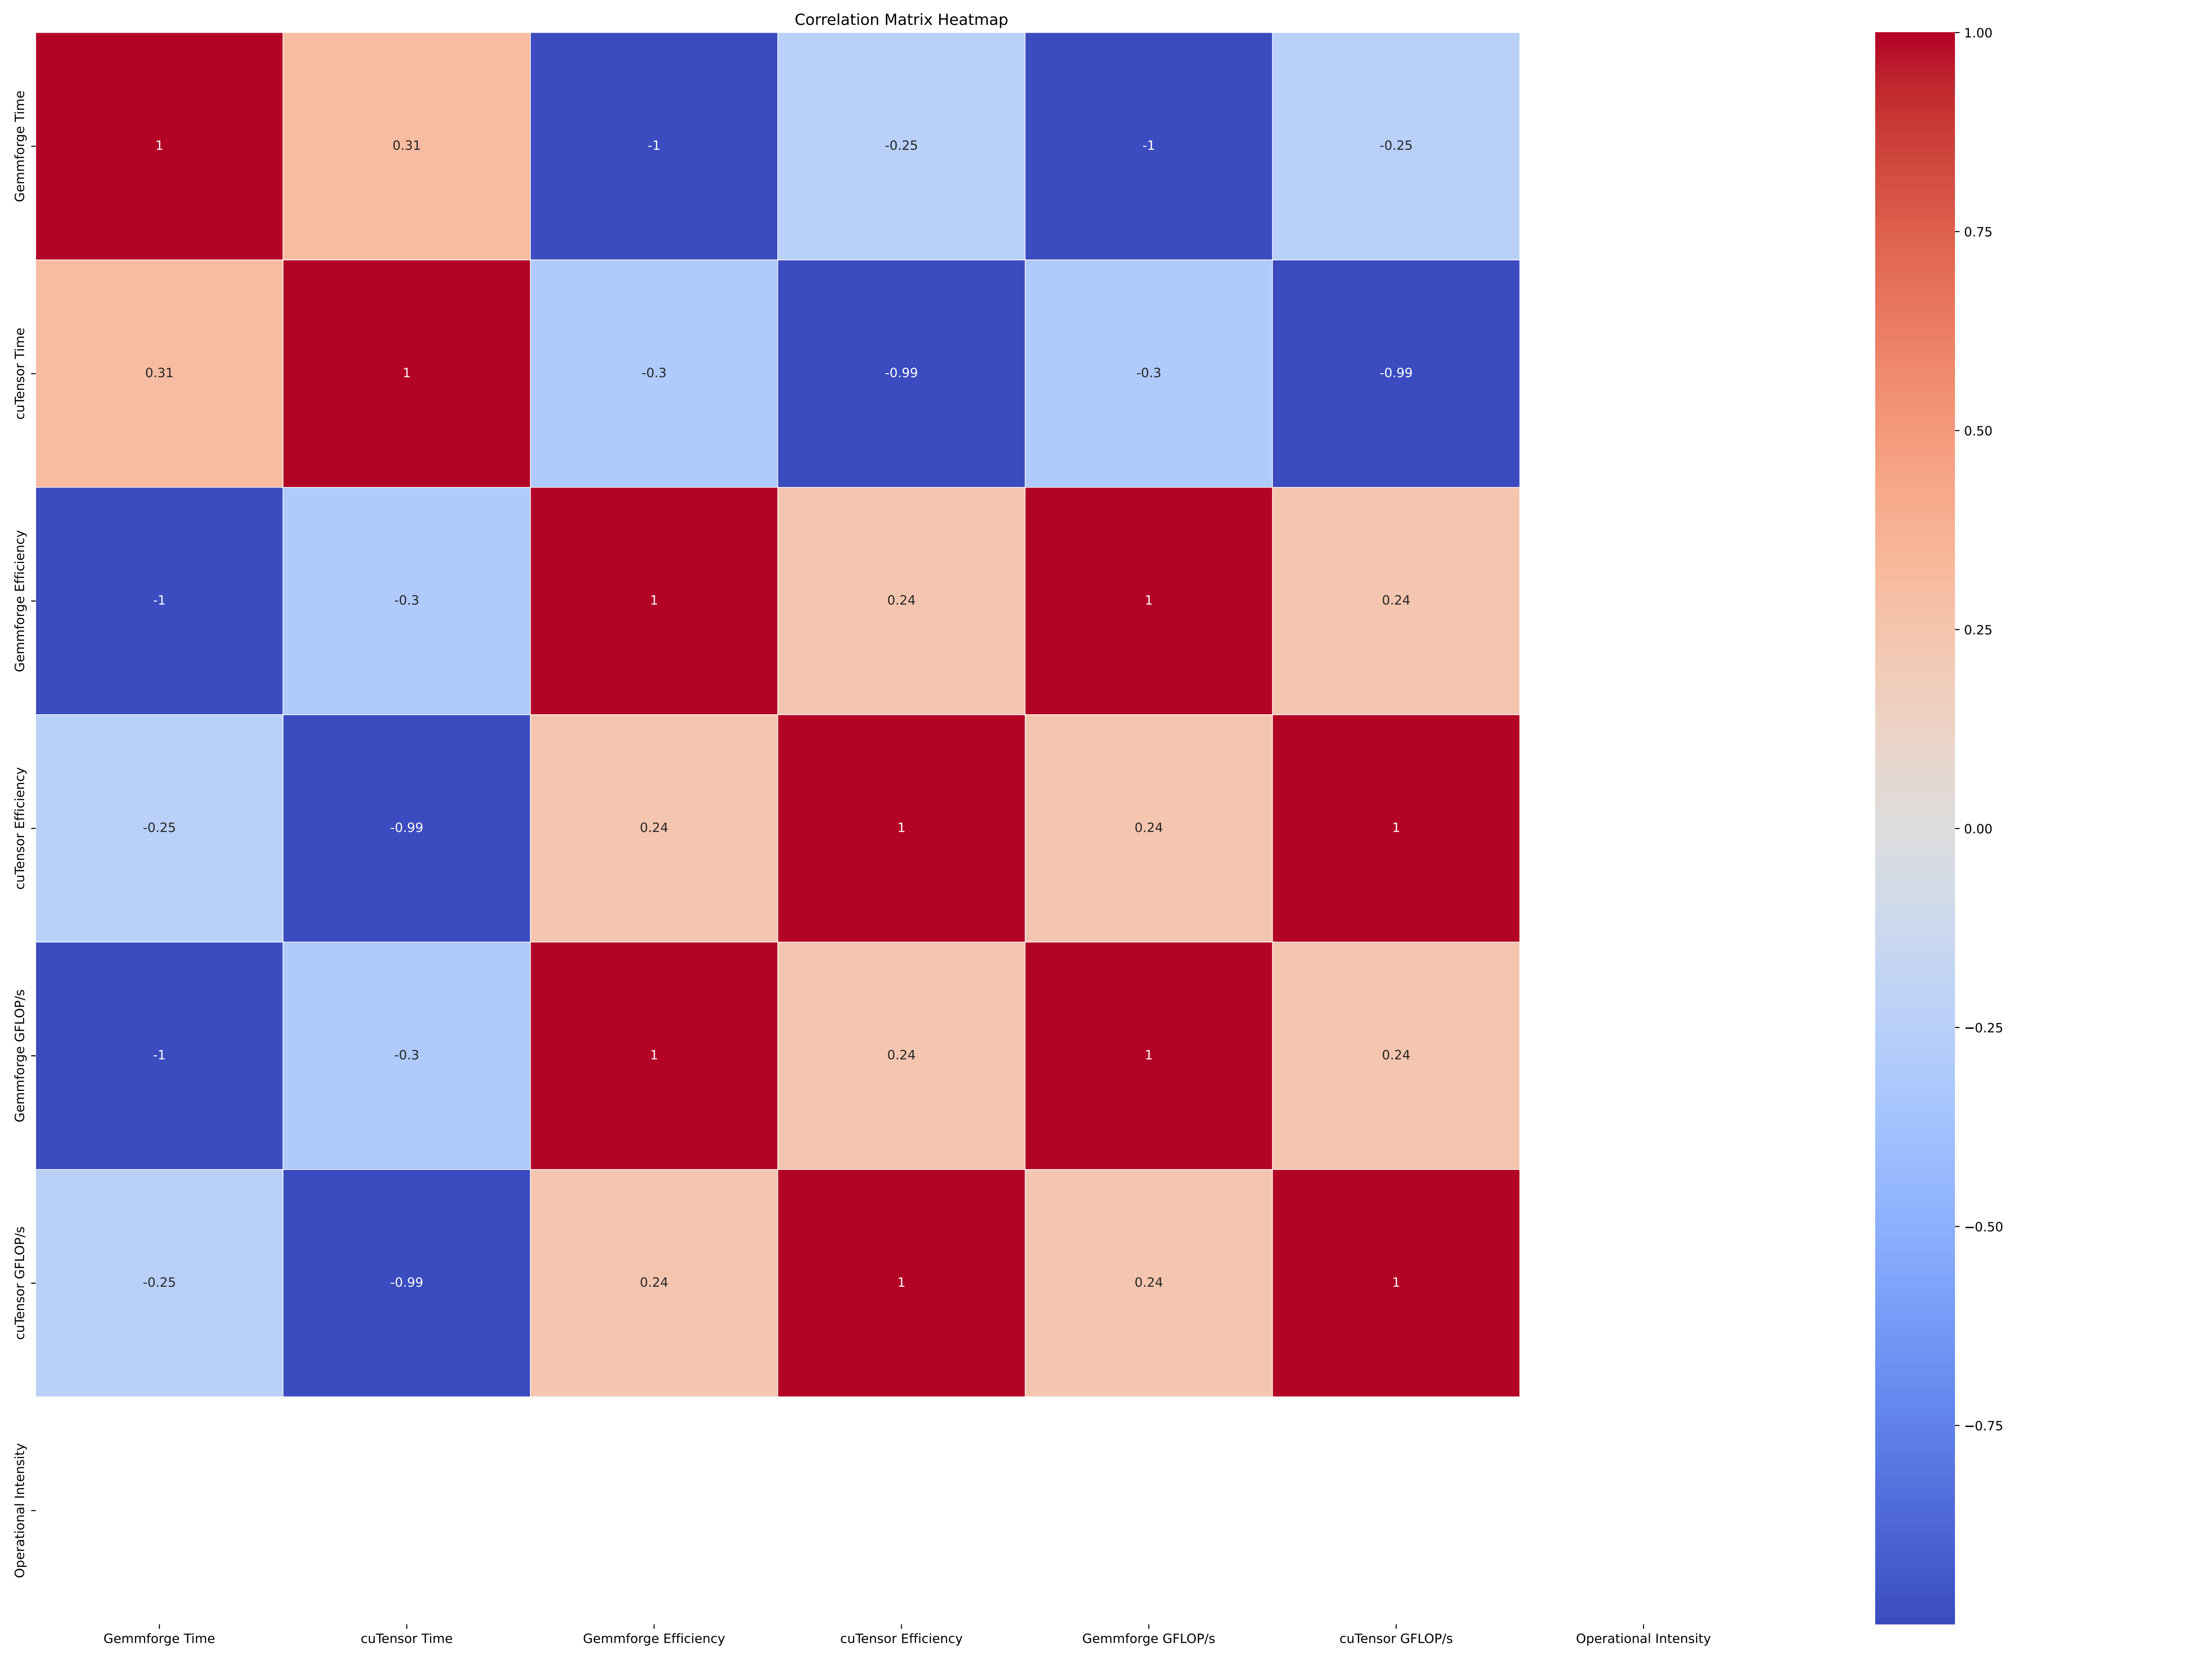 Correlation Matrix Heatmap
Gemmforge Time
1
0.31
-1
-0.25
-1
-0.25
cuTensor Time
0.31
1
-0.3
-0.99
-0.3
-0.99
Gemmforge Efficiency
-1
-0.3
1
0.24
1
0.24
cuTensor Efficiency
-0.25
-0.99
0.24
1
0.24
1
Gemmforge GFLOP/s
-1
-0.3
1
0.24
1
0.24
cuTensor GFLOP/s
-0.25
-0.99
0.24
1
0.24
1
Operational Intensity
Gemmforge Time
cuTensor Time
Gemmforge Efficiency
cuTensor Efficiency
Gemmforge GFLOP/s
cuTensor GFLOP/s
Operational Intensity
1.00
0.75
0.50
0.25
0.00
−0.25
−0.50
−0.75